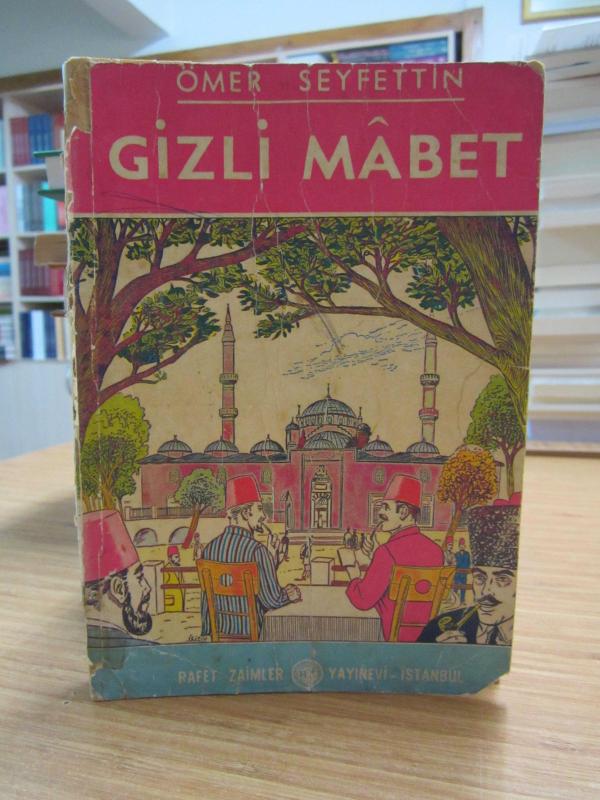 ÖMER SEYFETTİN
GİZLİ MÂBET
RAFET ZAİMLER YAYINEVİ - İSTANBUL